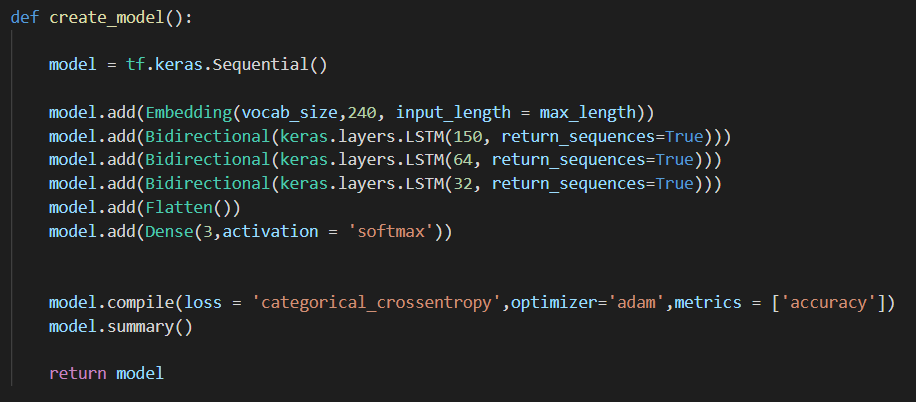 def create_model():
model = tf.keras.Sequential()
model.add(Embedding(vocab_size,240, input_length = max_length))
model.add(Bidirectional(keras.layers.LSTM(150, return_sequences=True)))
model.add(Bidirectional(keras.layers.LSTM(64, return_sequences=True)))
model.add(Bidirectional(keras.layers.LSTM(32, return_sequences=True)))
model.add(Flatten())
model.add(Dense(3,activation = 'softmax'))
model.compile(loss = 'categorical_crossentropy',optimizer='adam',metrics = ['accuracy'])
model.summary()
return model